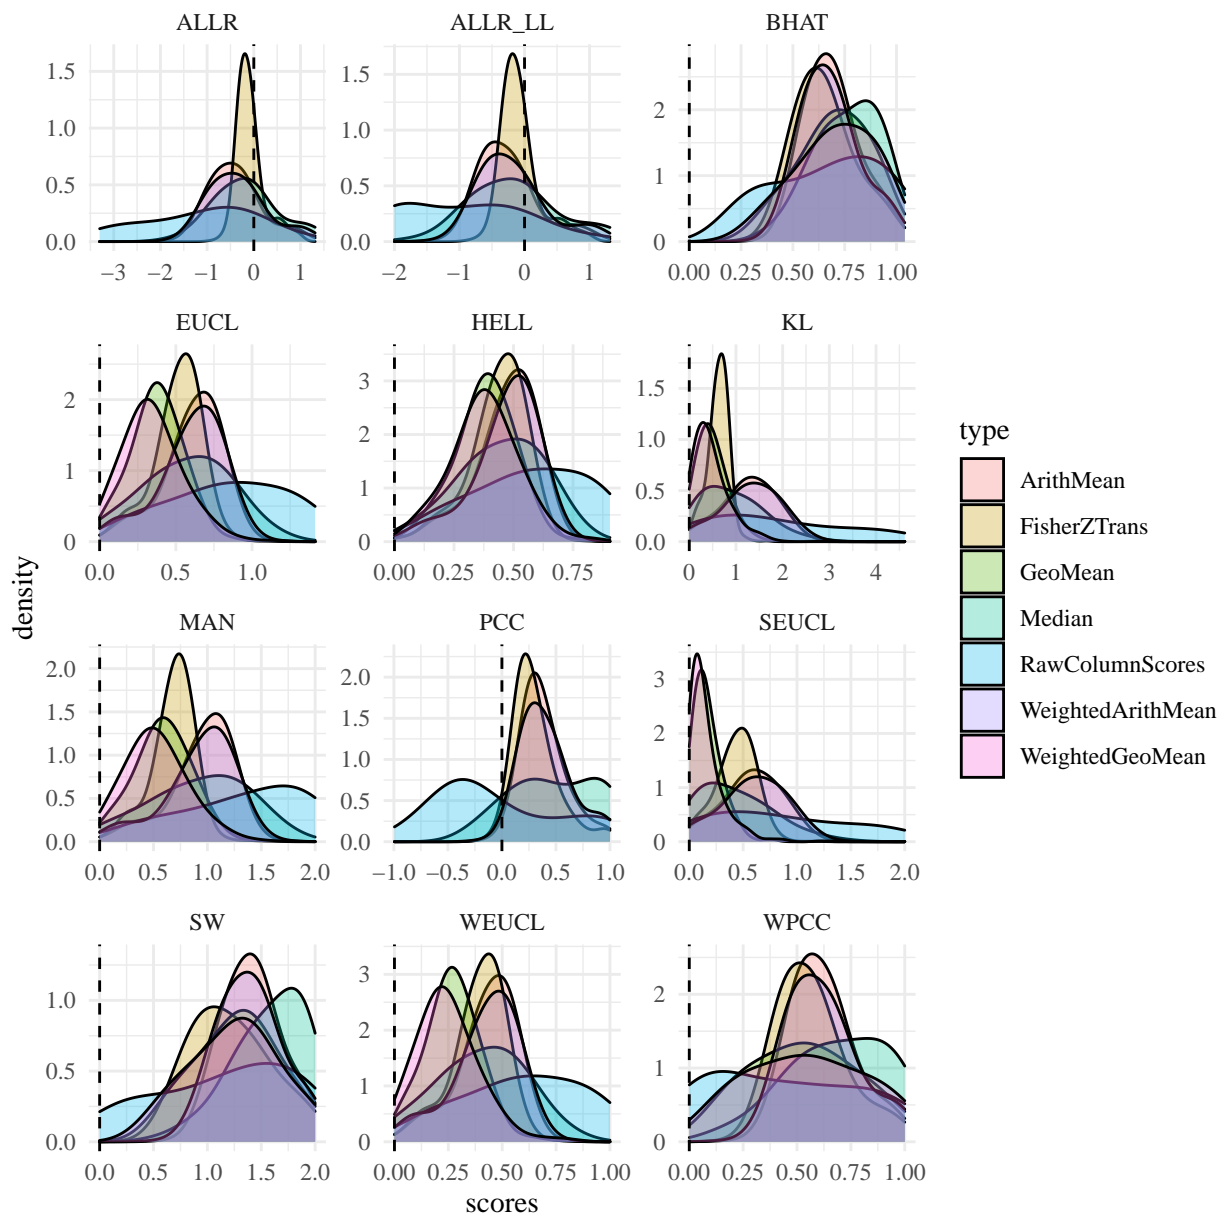 ALLR ALLR_LL BHAT
1.5 1.0 0.5 0.0
1.5 1.0 0.5 0.0
2 1 0
−3 −2 −1 0 1
−2 −1 0 1
0.00 0.25 0.50 0.75 1.00
EUCL HELL KL
2 1 0
3 2 1 0
1.5 1.0 0.5 0.0
0.0 0.5 1.0
0.00 0.25 0.50 0.75
0 1 2 3 4
MAN PCC SEUCL
2.0 1.5 1.0 0.5 0.0
2.0 1.5 1.0 0.5 0.0
3 2 1 0
0.0 0.5 1.0 1.5 2.0
−1.0 −0.5 0.0 0.5 1.0
0.0 0.5 1.0 1.5 2.0
SW WEUCL WPCC
1.0 0.5 0.0
3 2 1 0
2 1 0
0.0 0.5 1.0 1.5 2.0
0.00 0.25 0.50 0.75 1.00
0.00 0.25 0.50 0.75 1.00
density
scores
type
ArithMean
FisherZTrans
GeoMean
Median
RawColumnScores
WeightedArithMean
WeightedGeoMean